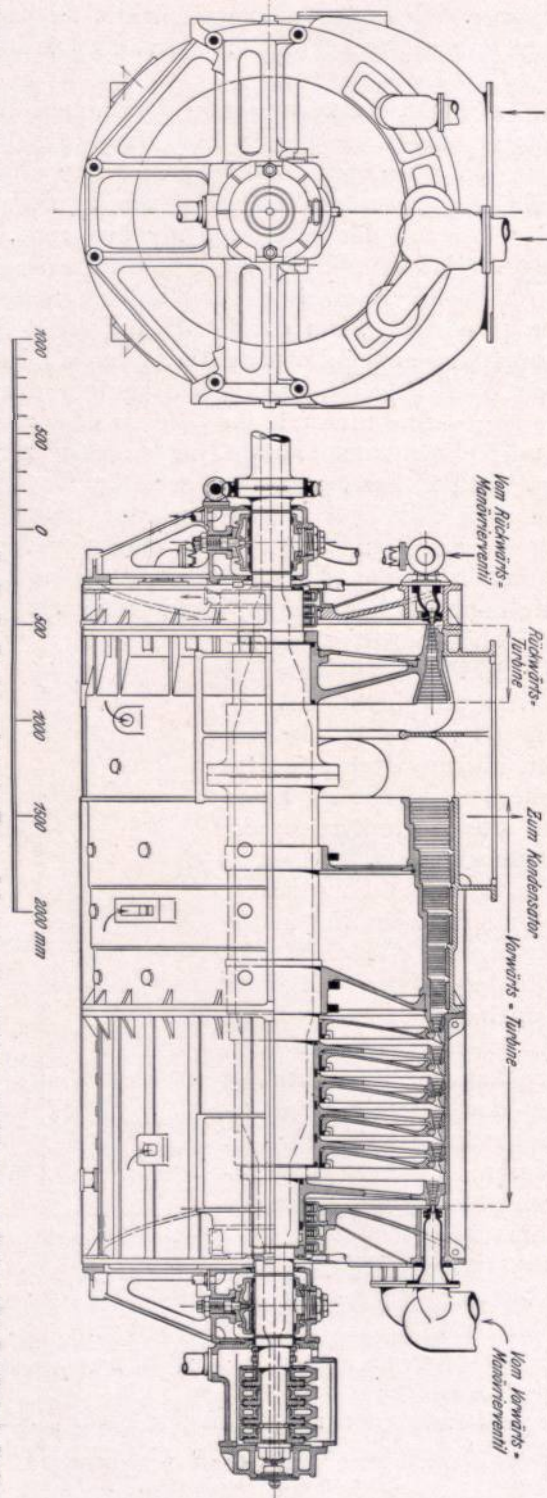 Vom Rückwärts=
Manövrierventil
Rückwärts=
Turbine
Zum Kondensator
Vorwärts = Turbine
Vom Vorwärts =
Manövrierventil
1000
500
0
500
1000
1500
2000 mm